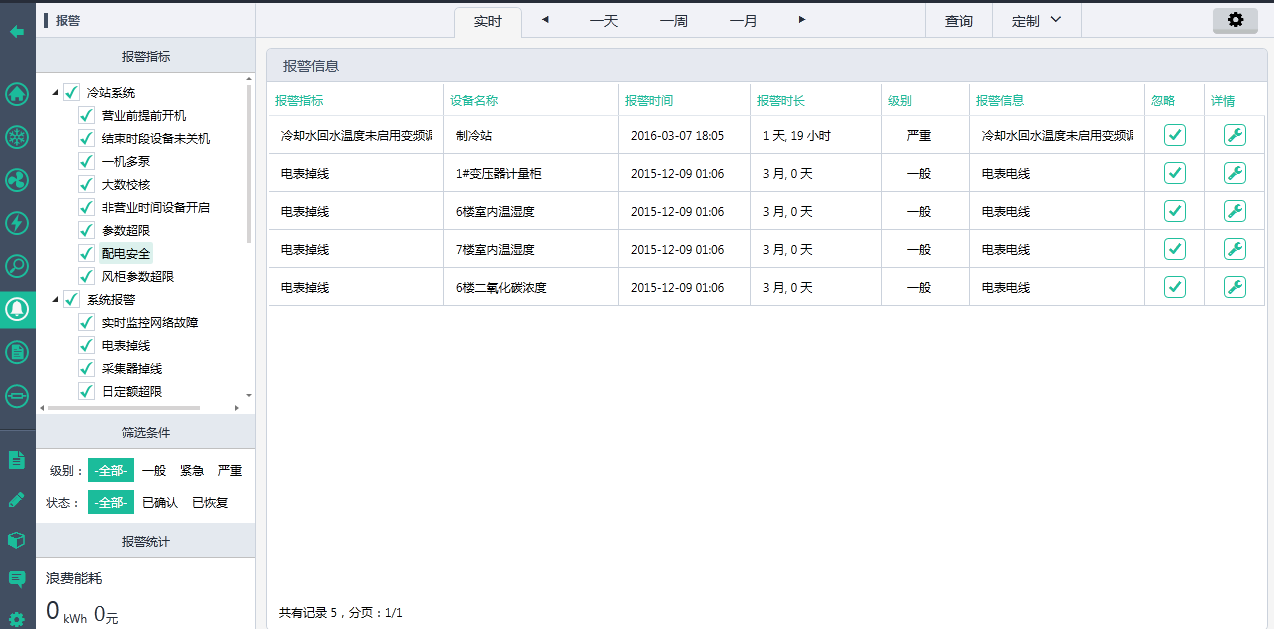 报警
实时 一天 一周 一月 查询 定制
报警指标
冷站系统
营业前提前开机
结束时段设备未关机
一机多泵
大数校核
非营业时间设备开启
参数超限
配电安全
风柜参数超限
系统报警
实时监控网络故障
电表掉线
采集器掉线
日定额超限
筛选条件
级别： -全部- 一般 紧急 严重
状态： -全部- 已确认 已恢复
报警统计
浪费能耗
0 kWh 0元
报警信息
报警指标 设备名称 报警时间 报警时长 级别 报警信息 忽略 详情
冷却水回水温度未启用变频 制冷站 2016-03-07 18:05 1 天, 19 小时 严重 冷却水回水温度未启用变频调
电表掉线 1#变压器计量柜 2015-12-09 01:06 3 月, 0 天 一般 电表电线
电表掉线 6楼室内温湿度 2015-12-09 01:06 3 月, 0 天 一般 电表电线
电表掉线 7楼室内温湿度 2015-12-09 01:06 3 月, 0 天 一般 电表电线
电表掉线 6楼二氧化碳浓度 2015-12-09 01:06 3 月, 0 天 一般 电表电线
共有记录 5，分页：1/1